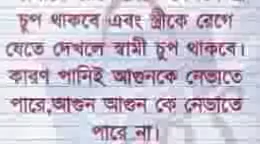 চুপ থাকবে এবং স্ত্রীকে রেগে
যেতে দেখলে স্বামী চুপ থাকবে।
কারণ পানিই আগুনকে নেভাতে
পারে,আগুন আগুন কে নেভাতে
পারে না।